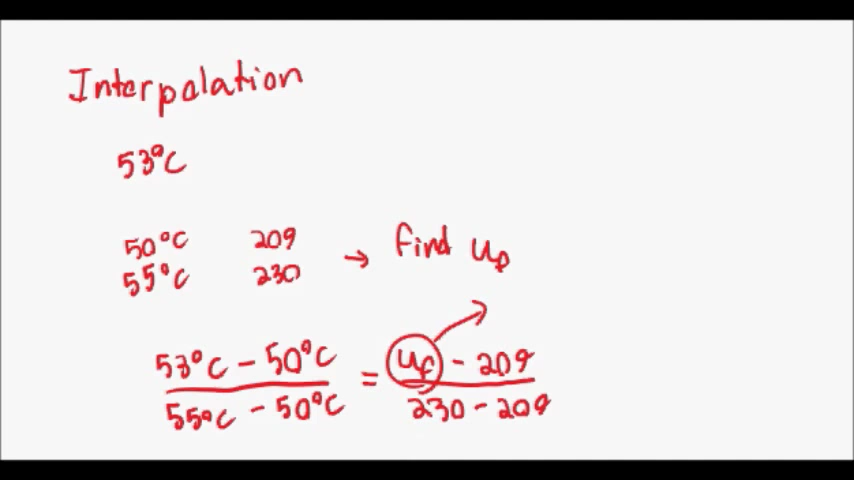 Interpolation
53°C
50°C 209
55°C 230 → find uf
53°C - 50°C = uf - 209
55°C - 50°C 230 - 209